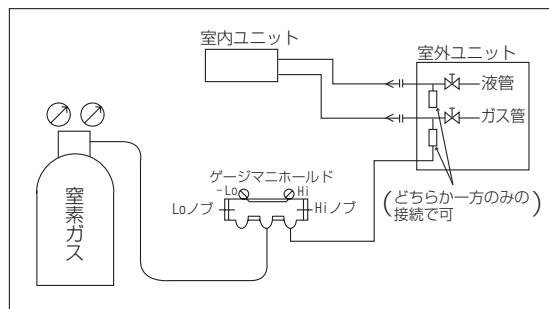 室内ユニット
室外ユニット
液管
ガス管
ゲージマニホールド
-Lo
Hi
Loノブ
Hiノブ
(どちらか一方のみの
接続で可)
窒素ガス